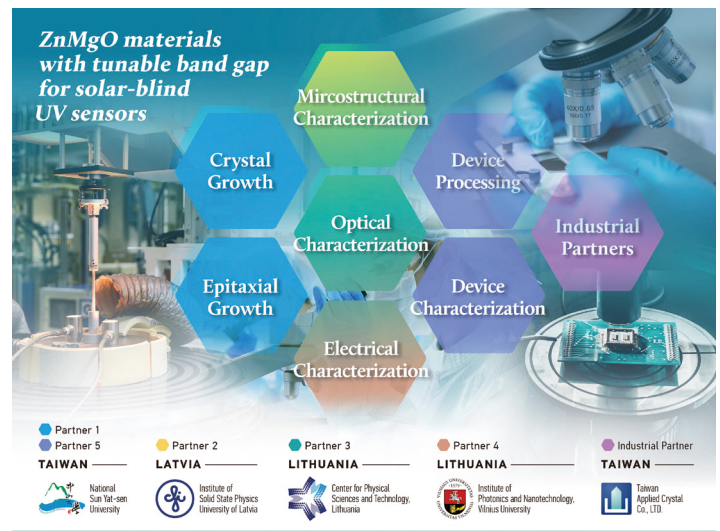 ZnMgO materials
with tunable band gap
for solar-blind
UV sensors
Mircostructural
Characterization
Crystal
Growth
Device
Processing
Optical
Characterization
Industrial
Partners
Epitaxial
Growth
Device
Characterization
Electrical
Characterization
Partner 1
Partner 5
TAIWAN
National
Sun Yat-sen
University
Partner 2
LATVIA
Institute of
Solid State Physics
University of Latvia
Partner 3
LITHUANIA
Center for Physical
Sciences and Technology,
Lithuania
Partner 4
LITHUANIA
Institute of
Photonics and Nanotechnology,
Vilnius University
Industrial Partner
TAIWAN
Taiwan
Applied Crystal
Co., LTD.